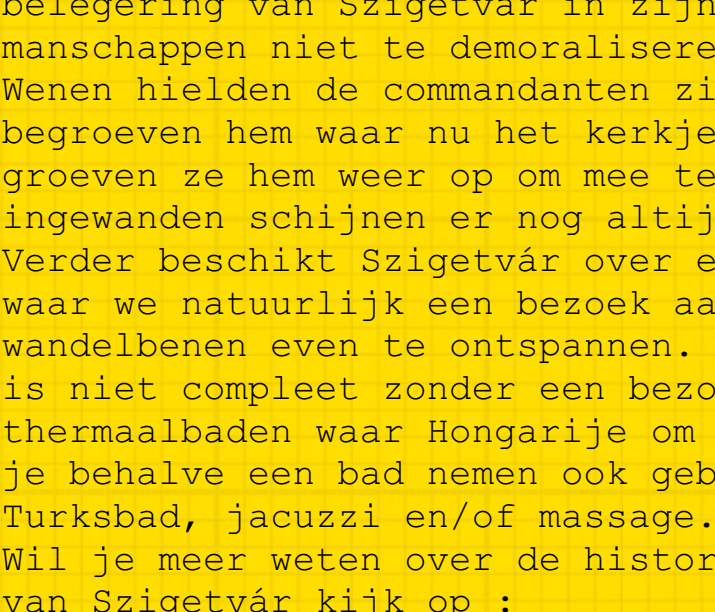 belegering van Szigetvár in zijn
manschappen niet te demoralisere
Wenen hielden de commandanten zi
begroeven hem waar nu het kerkje
groeven ze hem weer op om mee te
ingewanden schijnen er nog altij
Verder beschikt Szigetvár over e
waar we natuurlijk een bezoek aa
wandelbenen even te ontspannen.
is niet compleet zonder een bezo
thermaalbaden waar Hongarije om
je behalve een bad nemen ook geb
Turksbad, jacuzzi en/of massage.
Wil je meer weten over de histor
van Szigetvár kijk op :